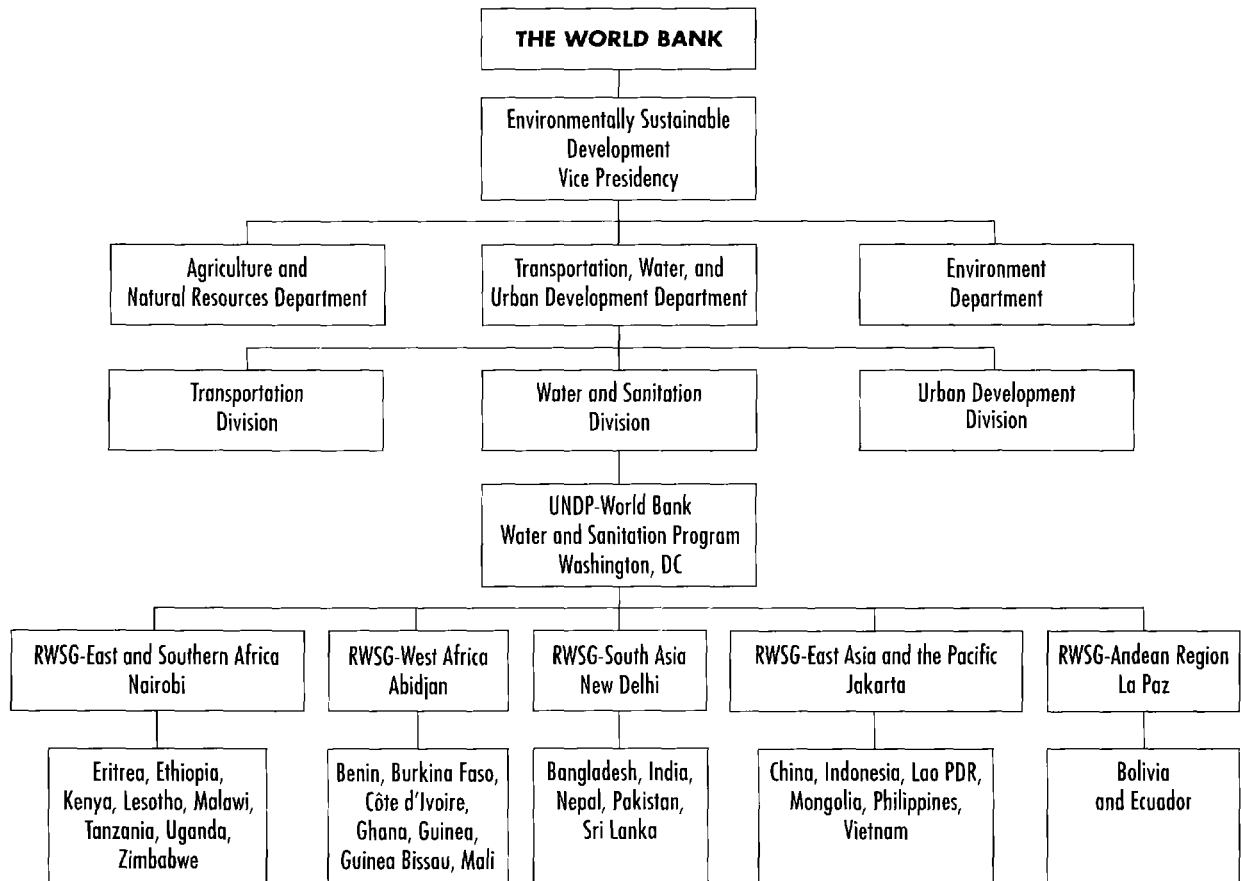 THE WORLD BANK
Environmentally Sustainable
Development
Vice Presidency
Agriculture and
Natural Resources Department
Transportation, Water, and
Urban Development Department
Environment
Department
Transportation
Division
Water and Sanitation
Division
Urban Development
Division
UNDP-World Bank
Water and Sanitation Program
Washington, DC
RWSG-East and Southern Africa
Nairobi
RWSG-West Africa
Abidjan
RWSG-South Asia
New Delhi
RWSG-East Asia and the Pacific
Jakarta
RWSG-Andean Region
La Paz
Eritrea, Ethiopia,
Kenya, Lesotho, Malawi,
Tanzania, Uganda,
Zimbabwe
Benin, Burkina Faso,
Côte d'Ivoire,
Ghana, Guinea,
Guinea Bissau, Mali
Bangladesh, India,
Nepal, Pakistan,
Sri Lanka
China, Indonesia, Lao PDR,
Mongolia, Philippines,
Vietnam
Bolivia
and Ecuador